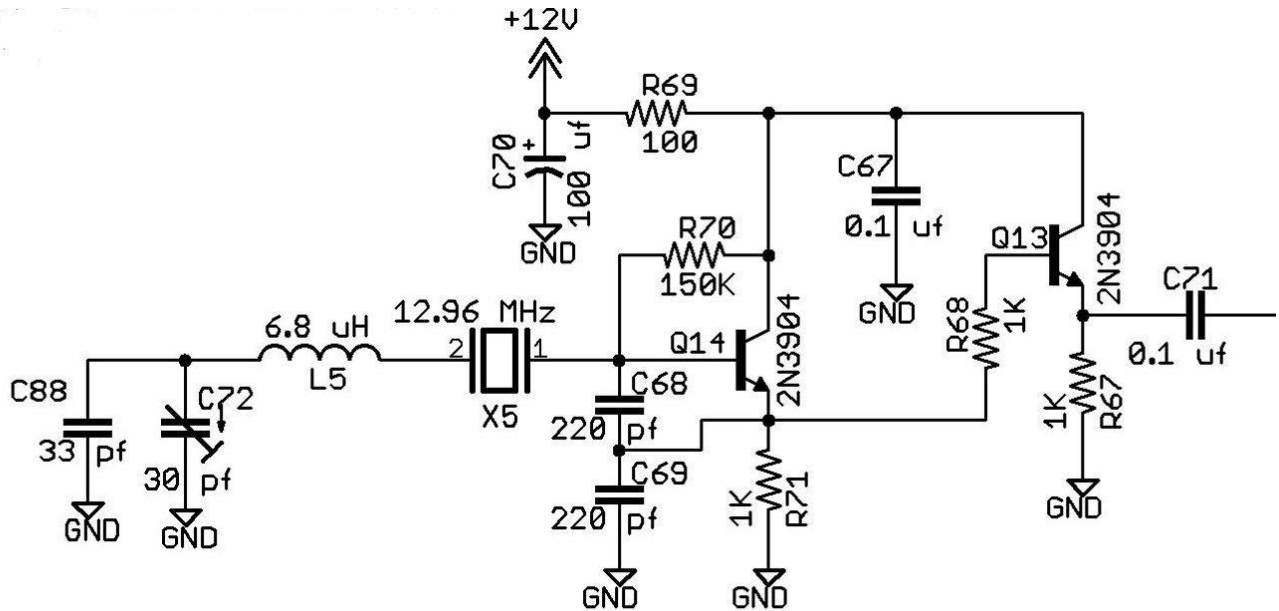 +12V
R69
100
C70
+
100 uf
GND
R70
150K
C67
0.1 uf
GND
Q13
2N3904
C71
0.1 uf
R68
1K
R67
1K
GND
12.96 MHz
2
1
X5
6.8 uH
L5
C88
33 pf
GND
C72
30 pf
GND
Q14
2N3904
C68
220 pf
C69
220 pf
GND
1K
R71
GND